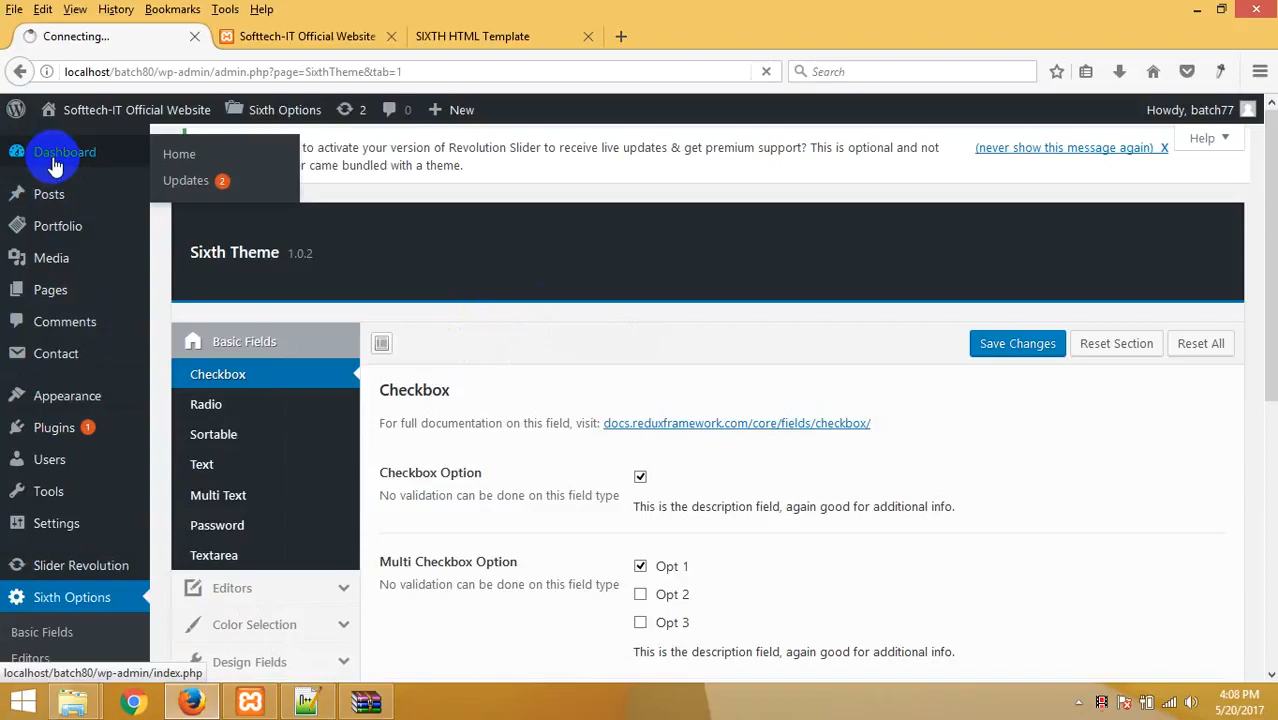 File Edit View History Bookmarks Tools Help
Connecting... Softtech-IT Official Website SIXTH HTML Template
localhost/batch80/wp-admin/admin.php?page=SixthTheme&tab=1 Search
Softtech-IT Official Website Sixth Options 2 0 New Howdy, batch77
Dashboard
Home
Updates 2
to activate your version of Revolution Slider to receive live updates & get premium support? This is optional and not
(never show this message again) X
Help
r came bundled with a theme.
Posts
Portfolio
Media
Pages
Comments
Contact
Appearance
Plugins 1
Users
Tools
Settings
Slider Revolution
Sixth Options
Basic Fields
Editors
localhost/batch80/wp-admin/index.php
Sixth Theme 1.0.2
Basic Fields
Checkbox
Radio
Sortable
Text
Multi Text
Password
Textarea
Editors
Color Selection
Design Fields
Save Changes Reset Section Reset All
Checkbox
For full documentation on this field, visit: docs.reduxframework.com/core/fields/checkbox/
Checkbox Option
No validation can be done on this field type
This is the description field, again good for additional info.
Multi Checkbox Option
No validation can be done on this field type
Opt 1
Opt 2
Opt 3
This is the description field, again good for additional info.
4:08 PM
5/20/2017